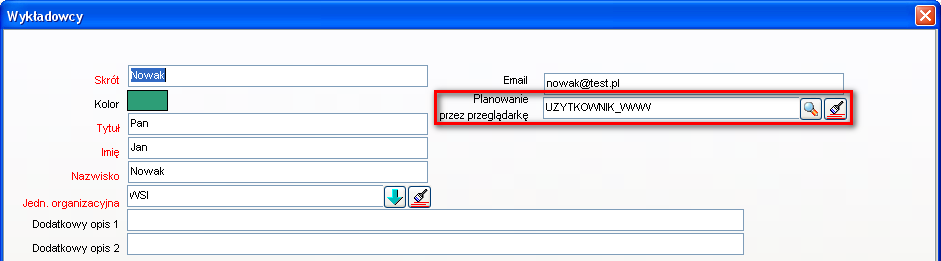 Wykładowcy
Skrót Nowak
Kolor
Tytuł Pan
Imię Jan
Nazwisko Nowak
Jedn. organizacyjna WSI
Dodatkowy opis 1
Dodatkowy opis 2
Email nowak@test.pl
Planowanie
przez przeglądarkę UZYTKOWNIK_WWW